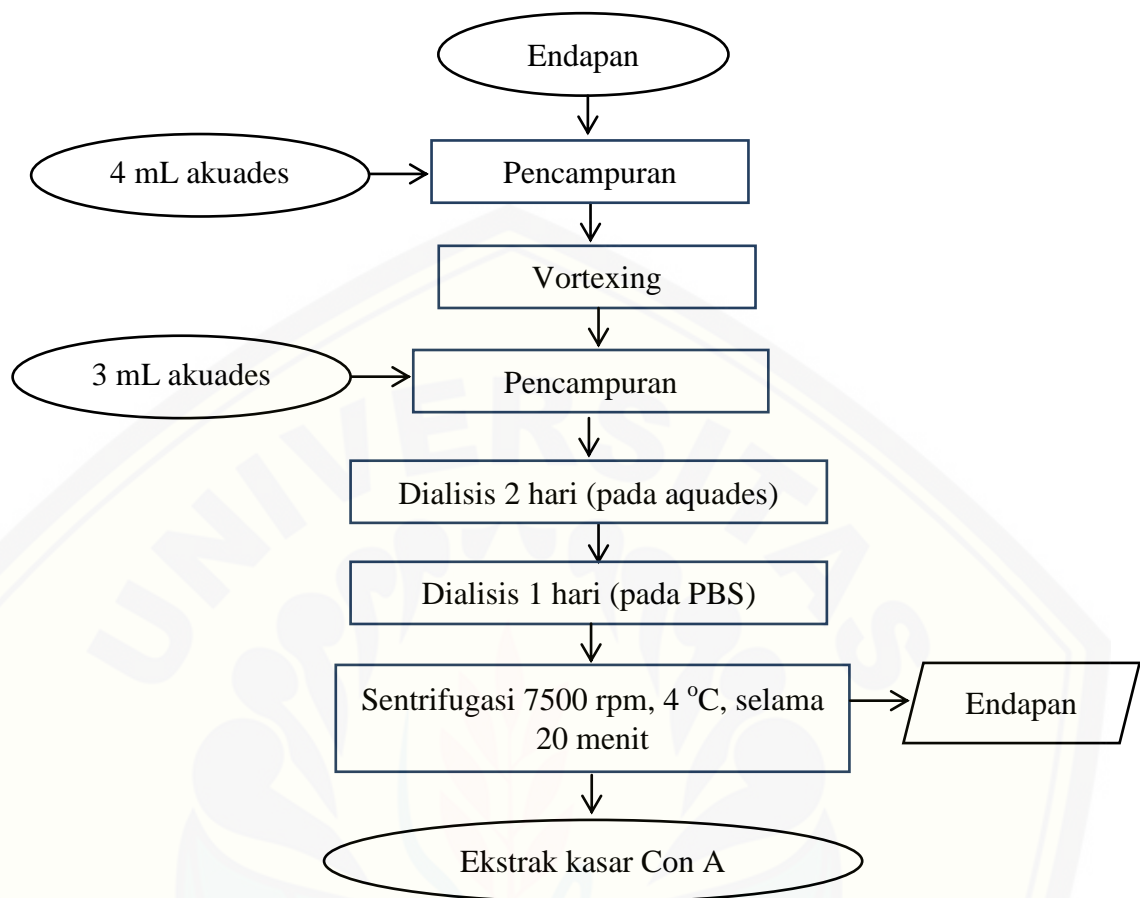 Endapan
4 mL akuades
Pencampuran
Vortexing
3 mL akuades
Pencampuran
Dialisis 2 hari (pada aquades)
Dialisis 1 hari (pada PBS)
Sentrifugasi 7500 rpm, 4 °C, selama
20 menit
Endapan
Ekstrak kasar Con A
UNIVERSITAS